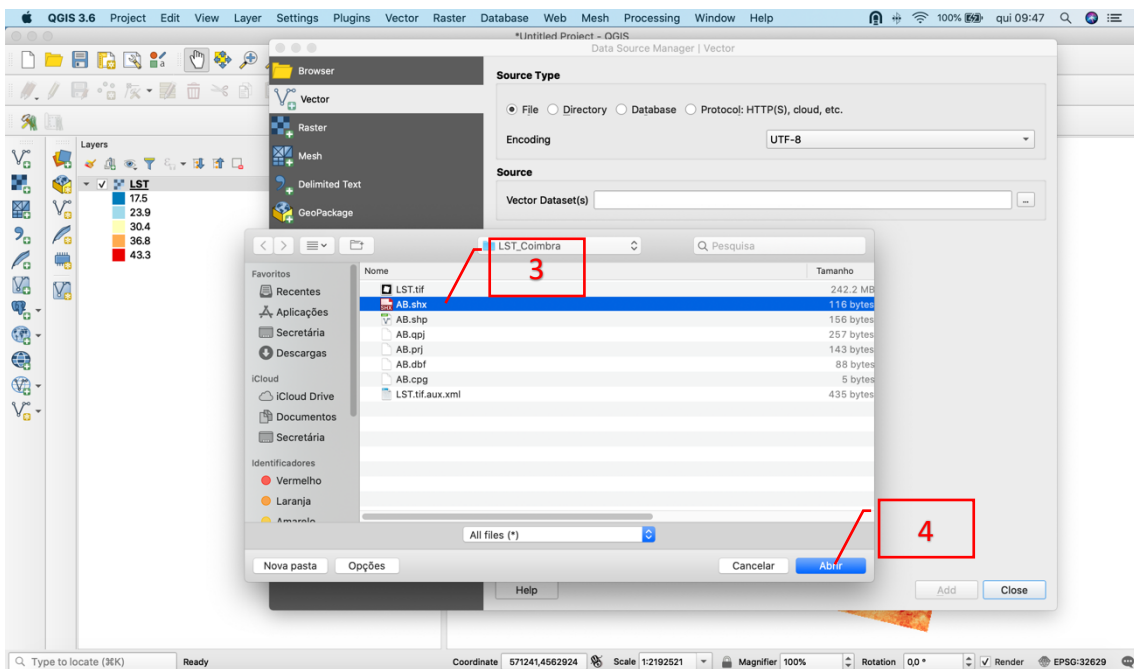 QGIS 3.6 Project Edit View Layer Settings Plugins Vector Raster Database Web Mesh Processing Window Help 100% qui 09:47
*Untitled Project - QGIS
Data Source Manager | Vector
Browser
Vector
Raster
Mesh
Delimited Text
GeoPackage
Source Type
File Directory Database Protocol: HTTP(S), cloud, etc.
Encoding UTF-8
Source
Vector Dataset(s) ...
Layers
LST
17.5
23.9
30.4
36.8
43.3
LST_Coimbra
Pesquisa
3
Favoritos
Recentes
Aplicações
Secretária
Descargas
iCloud
iCloud Drive
Documentos
Secretária
Identificadores
Vermelho
Laranja
Amarelo
Nome Tamanho
LST.tif 242.2 MB
AB.shx 116 bytes
AB.shp 156 bytes
AB.qpj 257 bytes
AB.prj 143 bytes
AB.dbf 88 bytes
AB.cpg 5 bytes
LST.tif.aux.xml 435 bytes
All files (*)
4
Nova pasta Opções Cancelar Abrir
Help Add Close
Type to locate (⌘K) Ready Coordinate 571241,4562924 Scale 1:2192521 Magnifier 100% Rotation 0,0 ° Render EPSG:32629